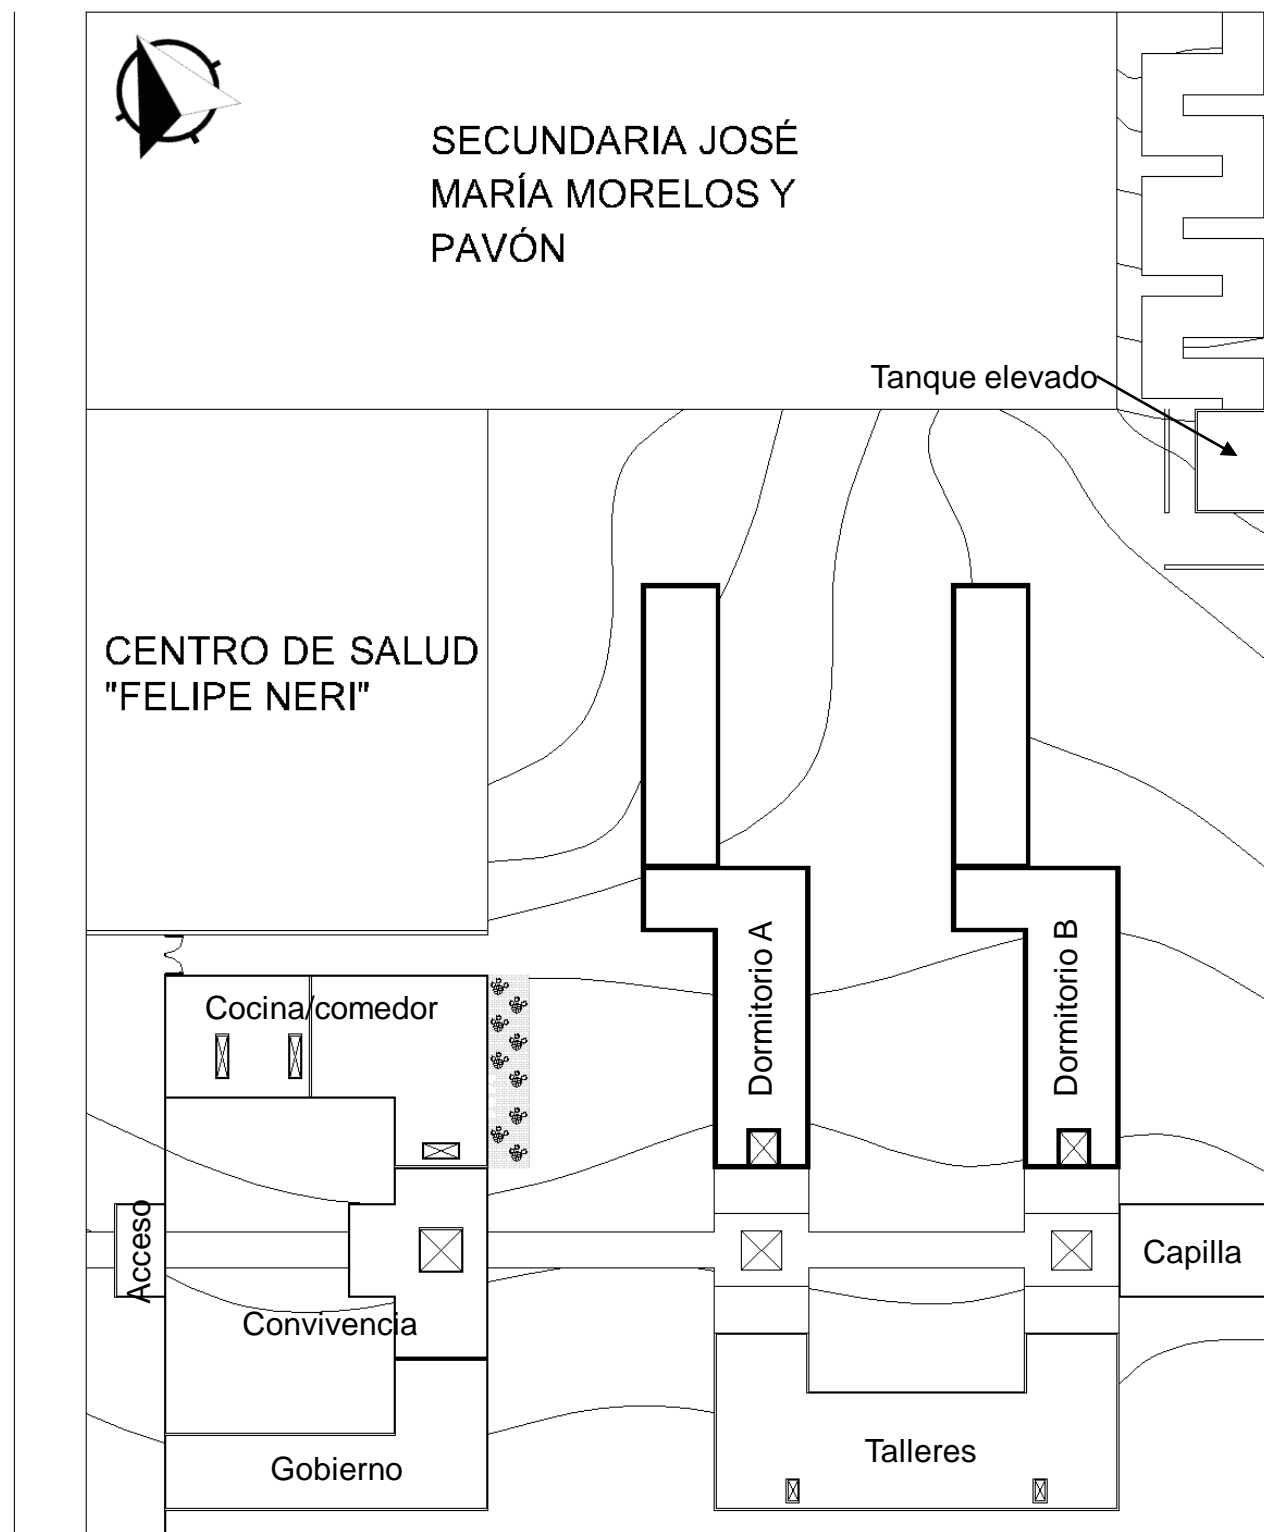 SECUNDARIA JOSÉ
MARÍA MORELOS Y
PAVÓN
Tanque elevado
CENTRO DE SALUD
"FELIPE NERI"
Cocina/comedor
Dormitorio A
Dormitorio B
Acceso
Capilla
Convivencia
Talleres
Gobierno